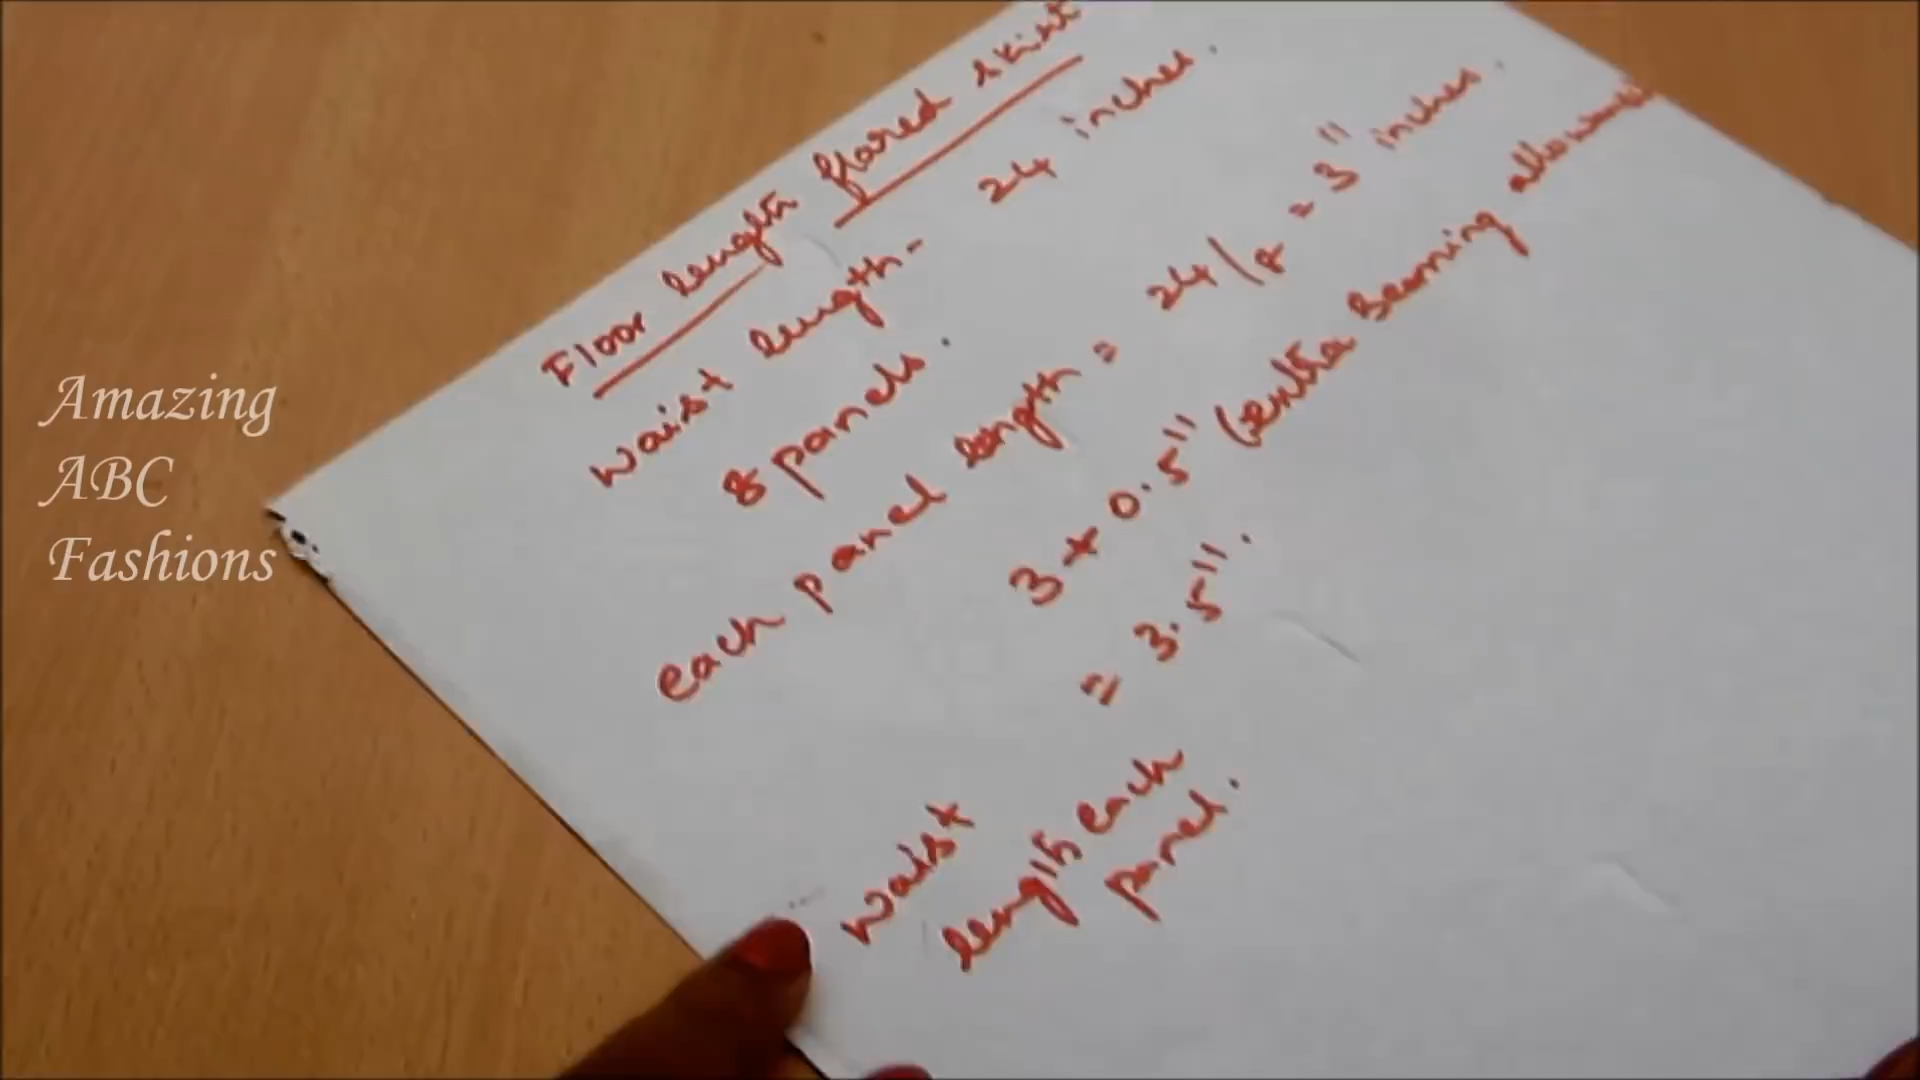 Amazing
ABC
Fashions
Floor length flared skirt
waist length - 24 inches.
8 panels.
each panel length = 24/8 = 3" inches.
3 + 0.5" (extra seaming allowance
= 3.5".
waist
length each
panel.